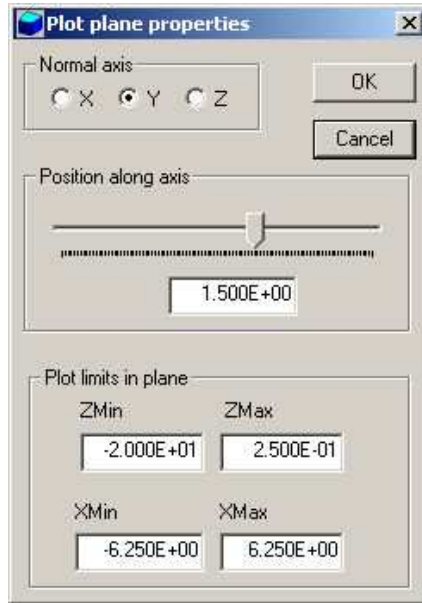 Plot plane properties
Normal axis
X Y Z
OK
Cancel
Position along axis
1.500E+00
Plot limits in plane
ZMin ZMax
-2.000E+01 2.500E-01
XMin XMax
-6.250E+00 6.250E+00